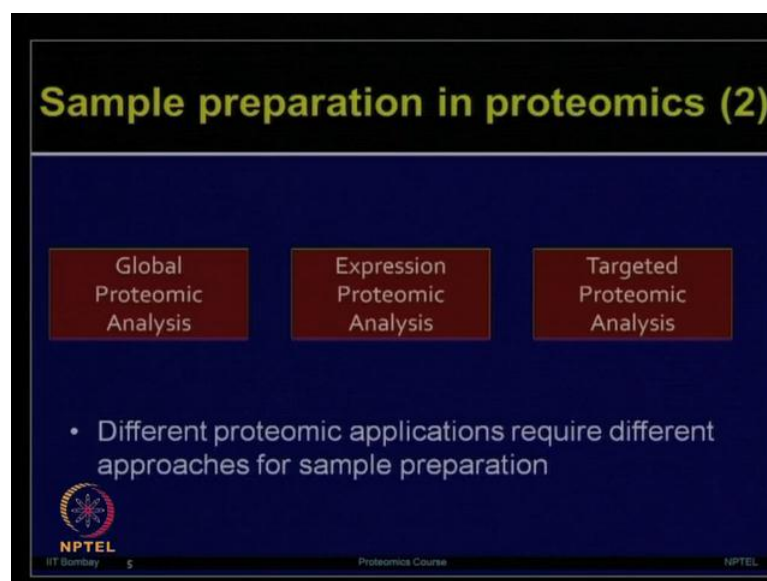 Sample preparation in proteomics (2)
Global
Proteomic
Analysis
Expression
Proteomic
Analysis
Targeted
Proteomic
Analysis
• Different proteomic applications require different
approaches for sample preparation
NPTEL
IIT Bombay 5 Proteomics Course NPTEL